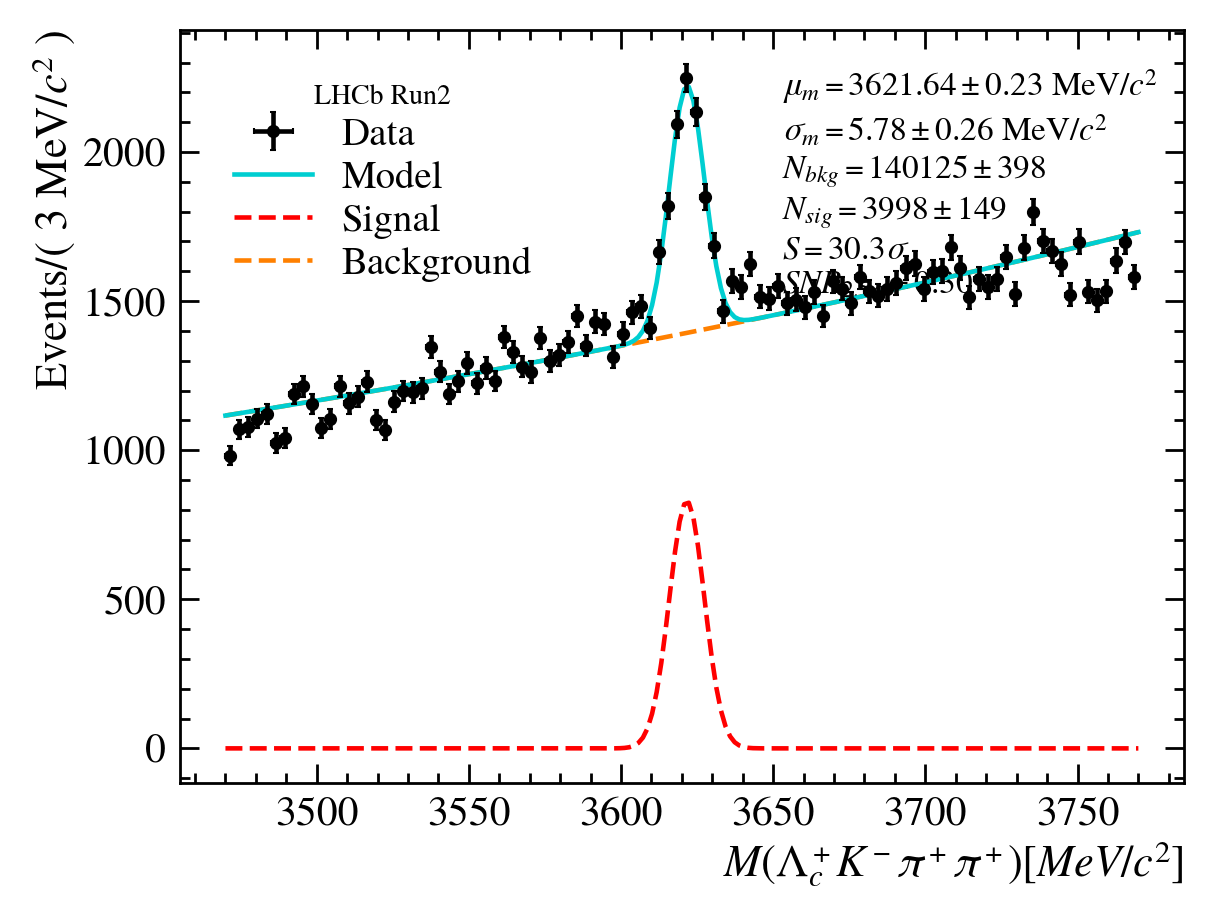 Events/( 3 MeV/c² )
2000
1500
1000
500
0
LHCb Run2
Data
Model
Signal
Background
μₘ = 3621.64 ± 0.23 MeV/c²
σₘ = 5.78 ± 0.26 MeV/c²
N_bkg = 140125 ± 398
N_sig = 3998 ± 149
S = 30.3σ
3500 3550 3600 3650 3700 3750
M(Λ_c⁺K⁻π⁺π⁺)[MeV/c²]